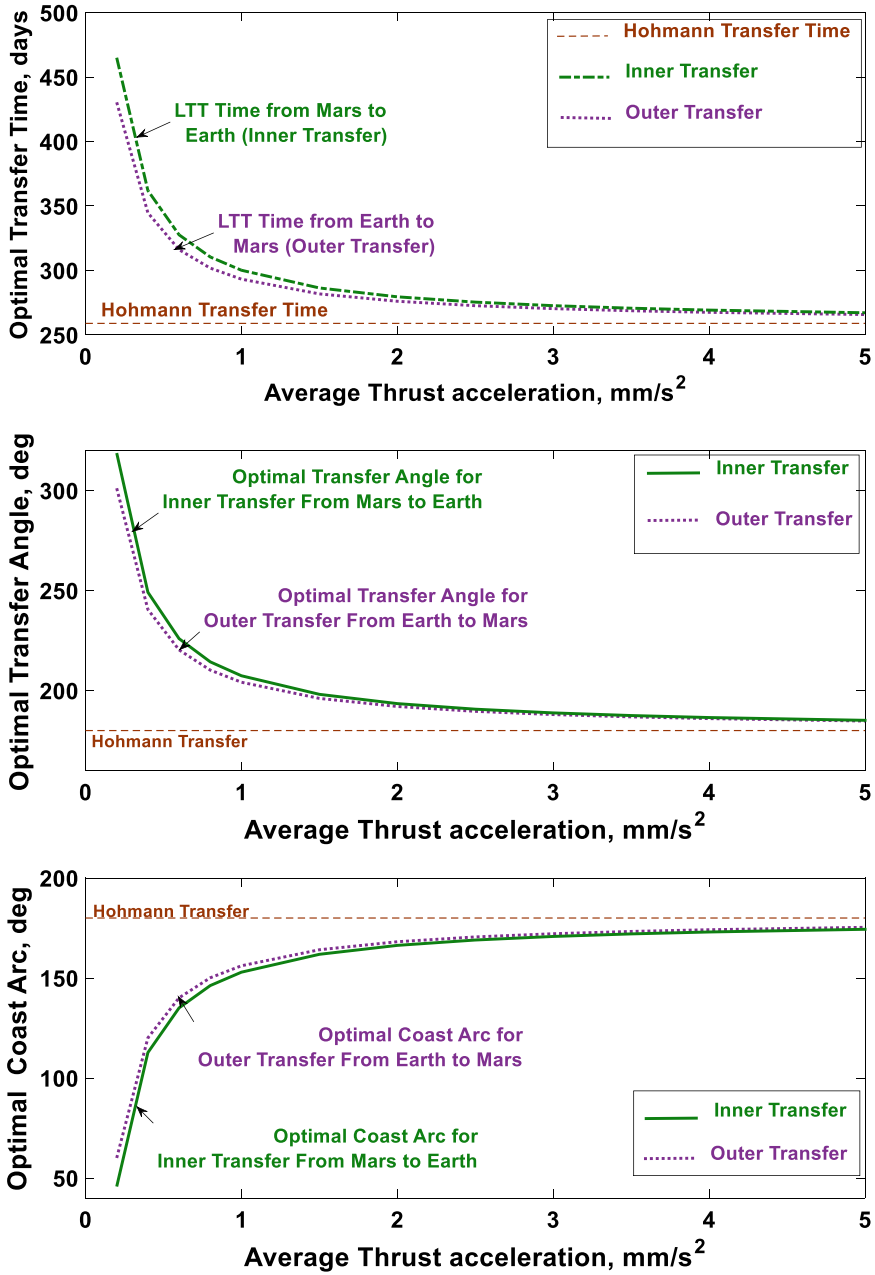 Optimal Transfer Time, days
500
450
400
350
300
250
Hohmann Transfer Time
Inner Transfer
Outer Transfer
LTT Time from Mars to
Earth (Inner Transfer)
LTT Time from Earth to
Mars (Outer Transfer)
Hohmann Transfer Time
0 1 2 3 4 5
Average Thrust acceleration, mm/s²
Optimal Transfer Angle, deg
300
250
200
Inner Transfer
Outer Transfer
Optimal Transfer Angle for
Inner Transfer From Mars to Earth
Optimal Transfer Angle for
Outer Transfer From Earth to Mars
Hohmann Transfer
0 1 2 3 4 5
Average Thrust acceleration, mm/s²
Optimal Coast Arc, deg
200
150
100
50
Hohmann Transfer
Optimal Coast Arc for
Outer Transfer From Earth to Mars
Optimal Coast Arc for
Inner Transfer From Mars to Earth
Inner Transfer
Outer Transfer
0 1 2 3 4 5
Average Thrust acceleration, mm/s²